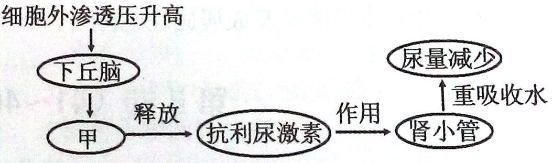 细胞外渗透压升高
下丘脑
甲
释放
抗利尿激素
作用
肾小管
重吸收水
尿量减少